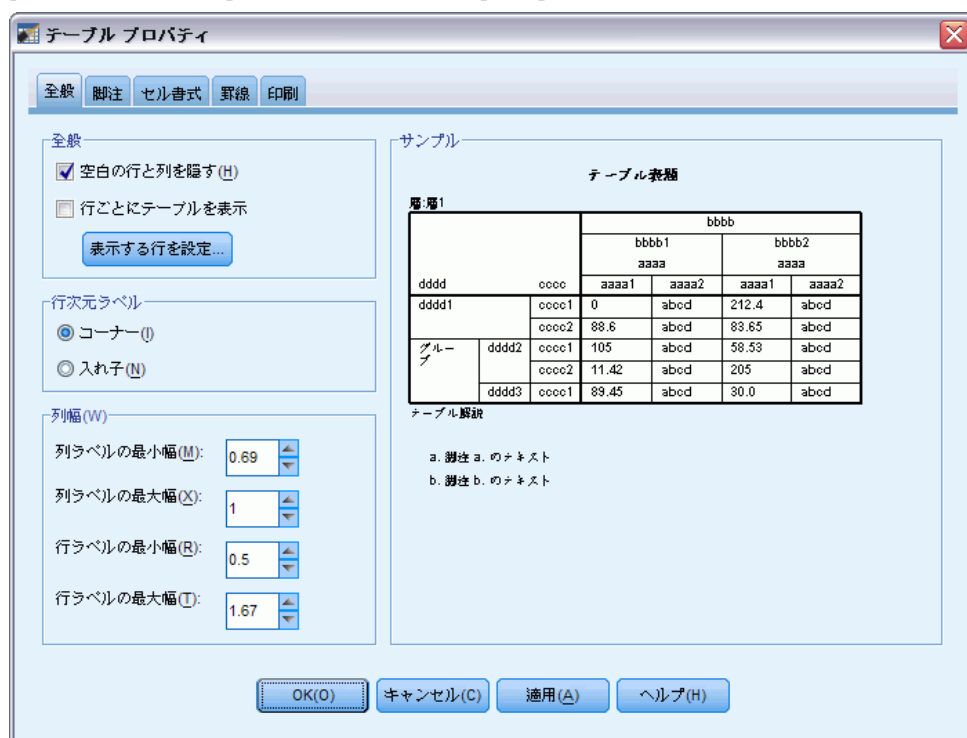 テーブル プロパティ
全般 脚注 セル書式 罫線 印刷
全般
空白の行と列を隠す(H)
行ごとにテーブルを表示
表示する行を設定...
行次元ラベル
コーナー(I)
入れ子(N)
列幅(W)
列ラベルの最小幅(M): 0.69
列ラベルの最大幅(X): 1
行ラベルの最小幅(R): 0.5
行ラベルの最大幅(T): 1.67
サンプル
テーブル表題
層:層1
bbbb
bbbb1 bbbb2
aaaa aaaa
dddd cccc aaaa1 aaaa2 aaaa1 aaaa2
dddd1 cccc1 0 abcd 212.4 abcd
cccc2 88.6 abcd 83.65 abcd
グループ dddd2 cccc1 105 abcd 58.53 abcd
cccc2 11.42 abcd 205 abcd
dddd3 cccc1 89.45 abcd 30.0 abcd
テーブル解説
a. 脚注 a. のテキスト
b. 脚注 b. のテキスト
OK(O) キャンセル(C) 適用(A) ヘルプ(H)